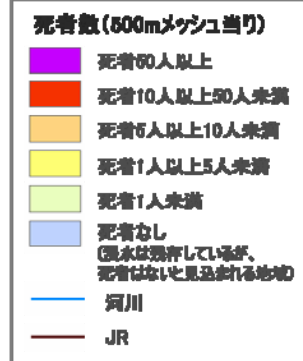 死者数(500mメッシュ当り)
死者50人以上
死者10人以上50人未満
死者5人以上10人未満
死者1人以上5人未満
死者1人未満
死者なし
(浸水は残存しているが、
死者はないと見込まれる地域)
河川
JR